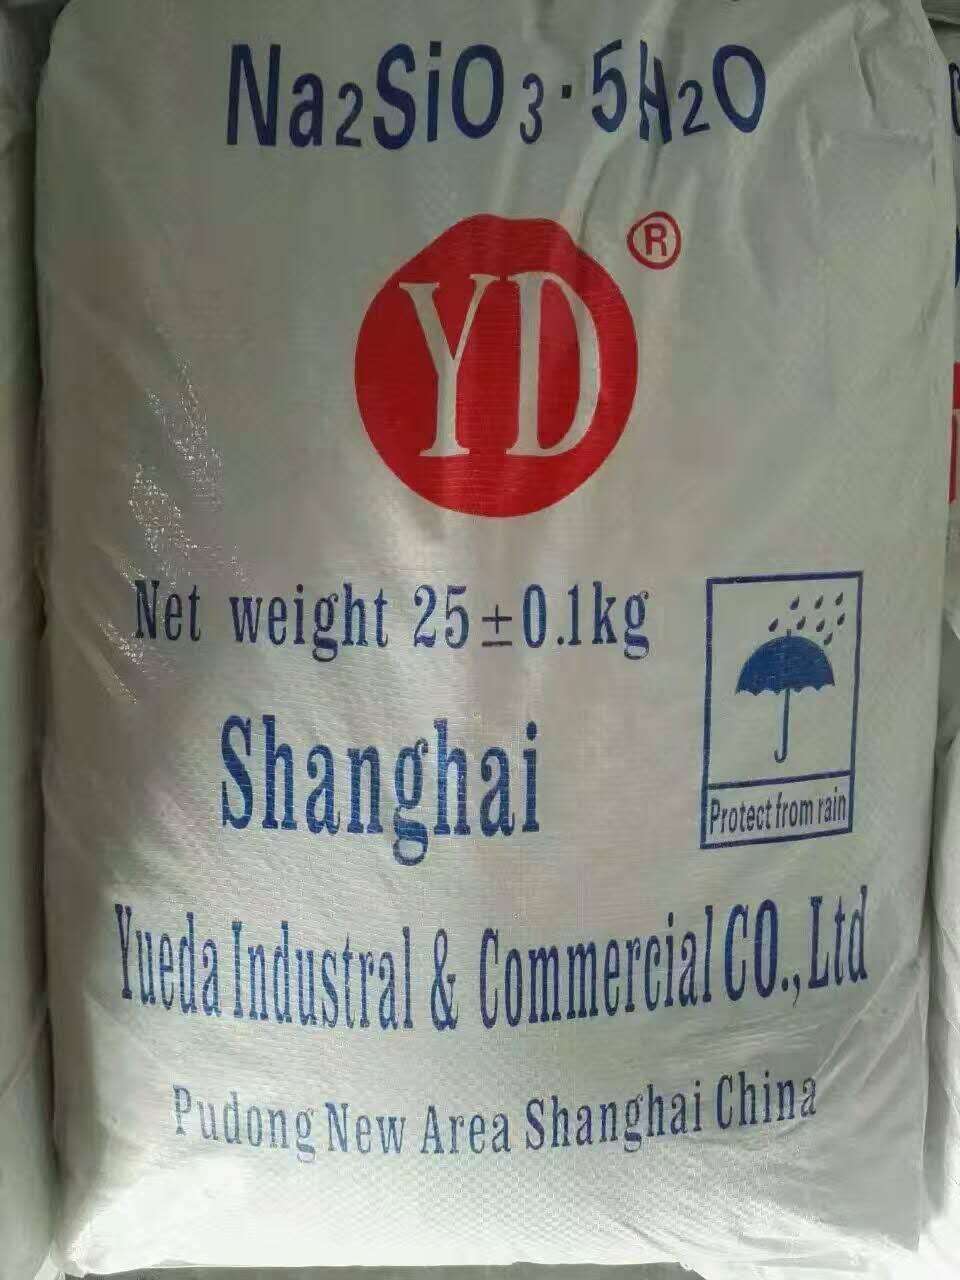 Na2SiO3·5H2O
YD
®
Net weight 25±0.1kg
Shanghai
Protect from rain
Yueda Industral & Commercial CO.,Ltd
Pudong New Area Shanghai China